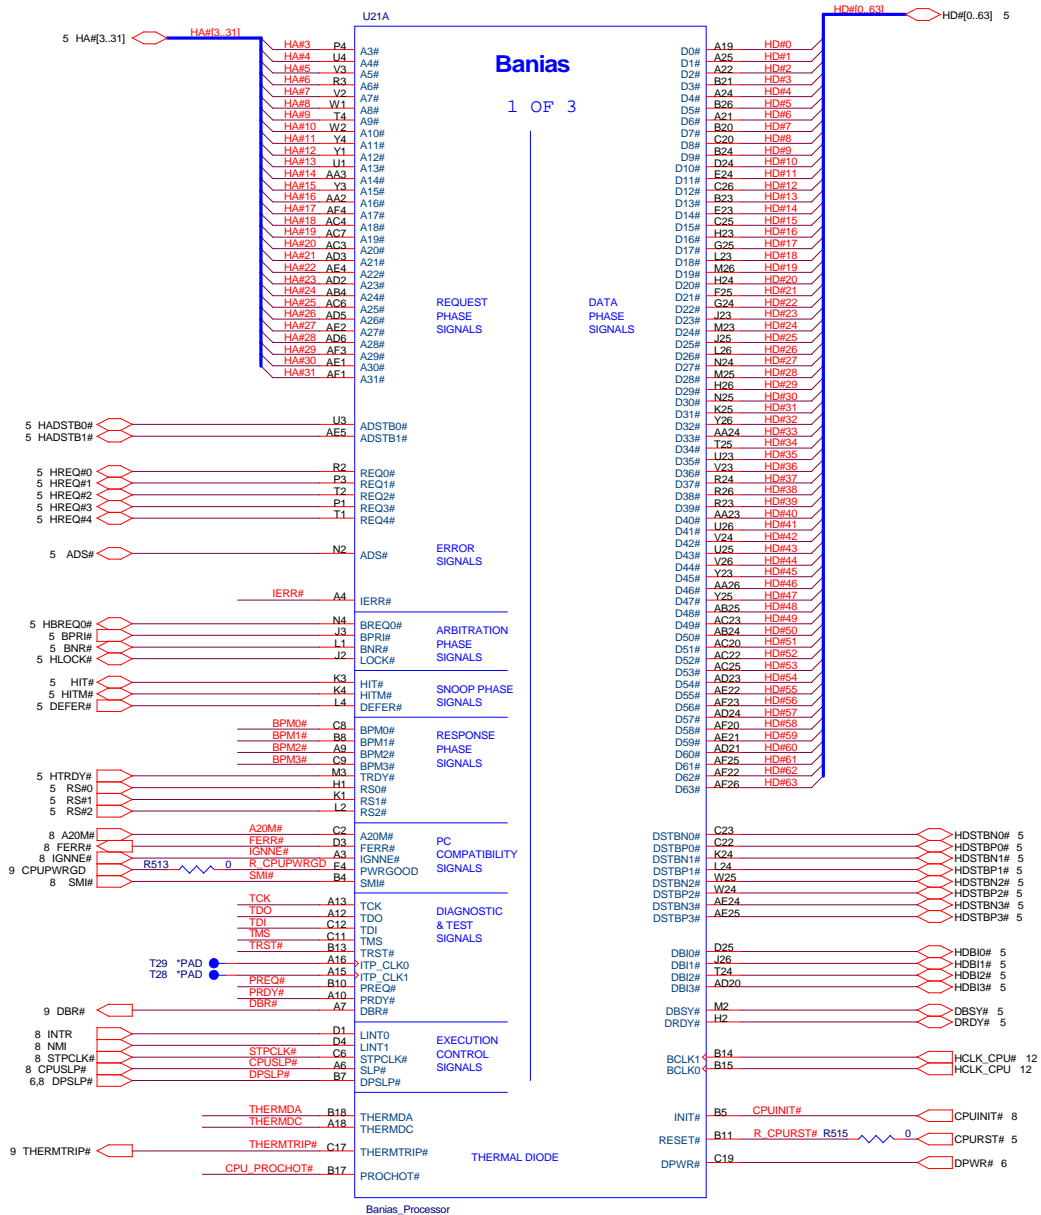 U21A
Banias
1 OF 3
5 HA#[3..31] HA#[3..31]
HA#3 P4 A3#
HA#4 U4 A4#
HA#5 V3 A5#
HA#6 R3 A6#
HA#7 V2 A7#
HA#8 W1 A8#
HA#9 T4 A9#
HA#10 W2 A10#
HA#11 Y4 A11#
HA#12 Y1 A12#
HA#13 U1 A13#
HA#14 AA3 A14#
HA#15 Y3 A15#
HA#16 AA2 A16#
HA#17 AF4 A17#
HA#18 AC4 A18#
HA#19 AC7 A19#
HA#20 AC3 A20#
HA#21 AD3 A21#
HA#22 AE4 A22#
HA#23 AD2 A23#
HA#24 AB4 A24#
HA#25 AC6 A25#
HA#26 AD5 A26#
HA#27 AE2 A27#
HA#28 AD6 A28#
HA#29 AF3 A29#
HA#30 AE1 A30#
HA#31 AF1 A31#
REQUEST
PHASE
SIGNALS
5 HADSTB0# U3 ADSTB0#
5 HADSTB1# AE5 ADSTB1#
5 HREQ#0 R2 REQ0#
5 HREQ#1 P3 REQ1#
5 HREQ#2 T2 REQ2#
5 HREQ#3 P1 REQ3#
5 HREQ#4 T1 REQ4#
5 ADS# N2 ADS#
ERROR
SIGNALS
IERR# A4 IERR#
5 HBREQ0# N4 BREQ0#
5 BPRI# J3 BPRI#
5 BNR# L1 BNR#
5 HLOCK# J2 LOCK#
ARBITRATION
PHASE
SIGNALS
5 HIT# K3 HIT#
5 HITM# K4 HITM#
5 DEFER# L4 DEFER#
SNOOP PHASE
SIGNALS
BPM0# C8 BPM0#
BPM1# B8 BPM1#
BPM2# A9 BPM2#
BPM3# C9 BPM3#
5 HTRDY# M3 TRDY#
5 RS#0 H1 RS0#
5 RS#1 K1 RS1#
5 RS#2 L2 RS2#
RESPONSE
PHASE
SIGNALS
8 A20M# A20M# C2 A20M#
8 FERR# FERR# D3 FERR#
8 IGNNE# IGNNE# A3 IGNNE#
9 CPUPWRGD R513 0 R_CPUPWRGD E4 PWRGOOD
8 SMI# SMI# B4 SMI#
PC
COMPATIBILITY
SIGNALS
TCK A13 TCK
TDO A12 TDO
TDI C12 TDI
TMS C11 TMS
TRST# B13 TRST#
T29 *PAD A16 ITP_CLK0
T28 *PAD A15 ITP_CLK1
PREQ# B10 PREQ#
PRDY# A10 PRDY#
9 DBR# DBR# A7 DBR#
DIAGNOSTIC
& TEST
SIGNALS
8 INTR D1 LINT0
8 NMI D4 LINT1
8 STPCLK# STPCLK# C6 STPCLK#
8 CPUSLP# CPUSLP# A6 SLP#
6,8 DPSLP# DPSLP# B7 DPSLP#
EXECUTION
CONTROL
SIGNALS
THERMDA B18 THERMDA
THERMDC A18 THERMDC
9 THERMTRIP# THERMTRIP# C17 THERMTRIP#
CPU_PROCHOT# B17 PROCHOT#
THERMAL DIODE
HD#[0..63] HD#[0..63] 5
D0# A19 HD#0
D1# A25 HD#1
D2# A22 HD#2
D3# B21 HD#3
D4# A24 HD#4
D5# B26 HD#5
D6# A21 HD#6
D7# B20 HD#7
D8# C20 HD#8
D9# B24 HD#9
D10# D24 HD#10
D11# E24 HD#11
D12# C26 HD#12
D13# B23 HD#13
D14# E23 HD#14
D15# C25 HD#15
D16# H23 HD#16
D17# G25 HD#17
D18# L23 HD#18
D19# M26 HD#19
D20# H24 HD#20
D21# F25 HD#21
D22# G24 HD#22
D23# J23 HD#23
D24# M23 HD#24
D25# J25 HD#25
D26# L26 HD#26
D27# N24 HD#27
D28# M25 HD#28
D29# H26 HD#29
D30# N25 HD#30
D31# K25 HD#31
D32# Y26 HD#32
D33# AA24 HD#33
D34# T25 HD#34
D35# U23 HD#35
D36# V23 HD#36
D37# R24 HD#37
D38# R26 HD#38
D39# R23 HD#39
D40# AA23 HD#40
D41# U26 HD#41
D42# V24 HD#42
D43# U25 HD#43
D44# V26 HD#44
D45# Y23 HD#45
D46# AA26 HD#46
D47# Y25 HD#47
D48# AB25 HD#48
D49# AC23 HD#49
D50# AB24 HD#50
D51# AC20 HD#51
D52# AC22 HD#52
D53# AC25 HD#53
D54# AD23 HD#54
D55# AE22 HD#55
D56# AF23 HD#56
D57# AD24 HD#57
D58# AF20 HD#58
D59# AE21 HD#59
D60# AD21 HD#60
D61# AF25 HD#61
D62# AF22 HD#62
D63# AF26 HD#63
DATA
PHASE
SIGNALS
DSTBN0# C23 HDSTBN0# 5
DSTBP0# C22 HDSTBP0# 5
DSTBN1# K24 HDSTBN1# 5
DSTBP1# L24 HDSTBP1# 5
DSTBN2# W25 HDSTBN2# 5
DSTBP2# W24 HDSTBP2# 5
DSTBN3# AE24 HDSTBN3# 5
DSTBP3# AE25 HDSTBP3# 5
DBI0# D25 HDBI0# 5
DBI1# J26 HDBI1# 5
DBI2# T24 HDBI2# 5
DBI3# AD20 HDBI3# 5
DBSY# M2 DBSY# 5
DRDY# H2 DRDY# 5
BCLK1 B14 HCLK_CPU# 12
BCLK0 B15 HCLK_CPU 12
INIT# B5 CPUINIT# CPUINIT# 8
RESET# B11 R_CPURST# R515 0 CPURST# 5
DPWR# C19 DPWR# 6
Banias_Processor